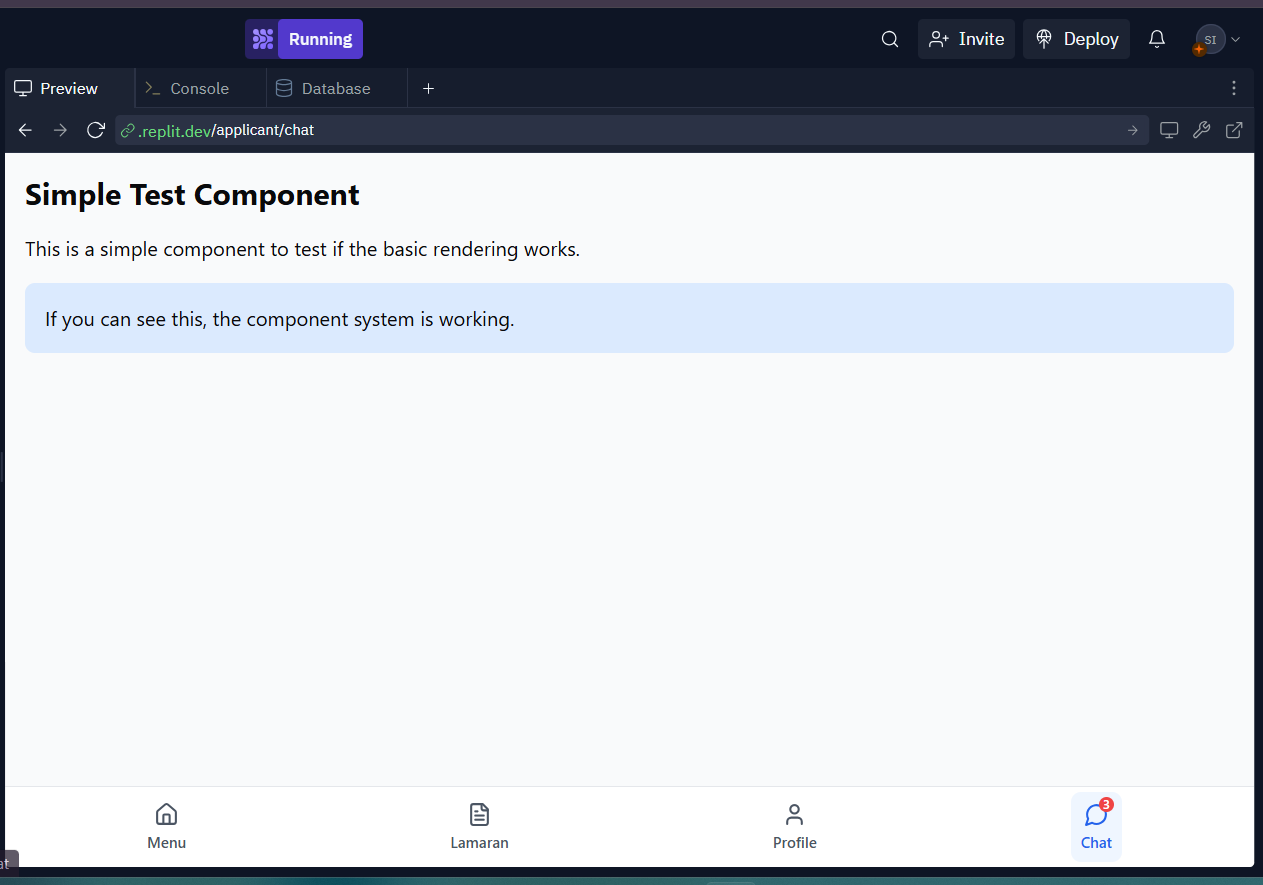 Running
Invite
Deploy
SI
Preview
Console
Database
.replit.dev/applicant/chat
Simple Test Component
This is a simple component to test if the basic rendering works.
If you can see this, the component system is working.
3
Menu
Lamaran
Profile
Chat